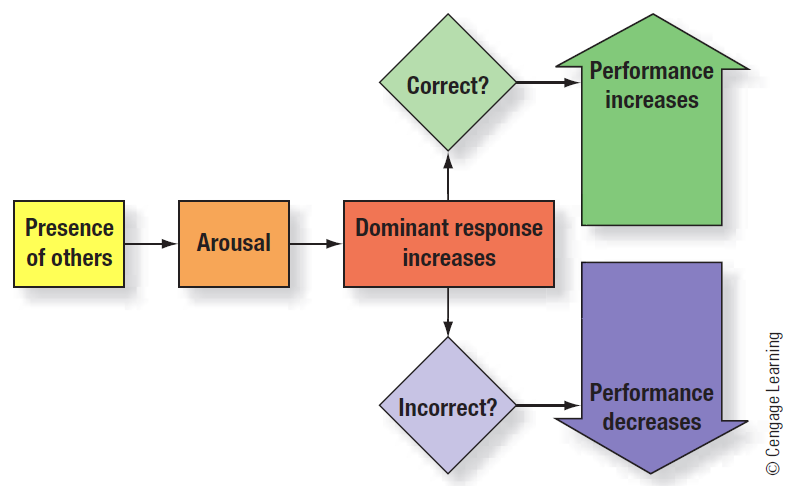 Presence
of others
Arousal
Dominant response
increases
Correct?
Performance
increases
Incorrect?
Performance
decreases
© Cengage Learning